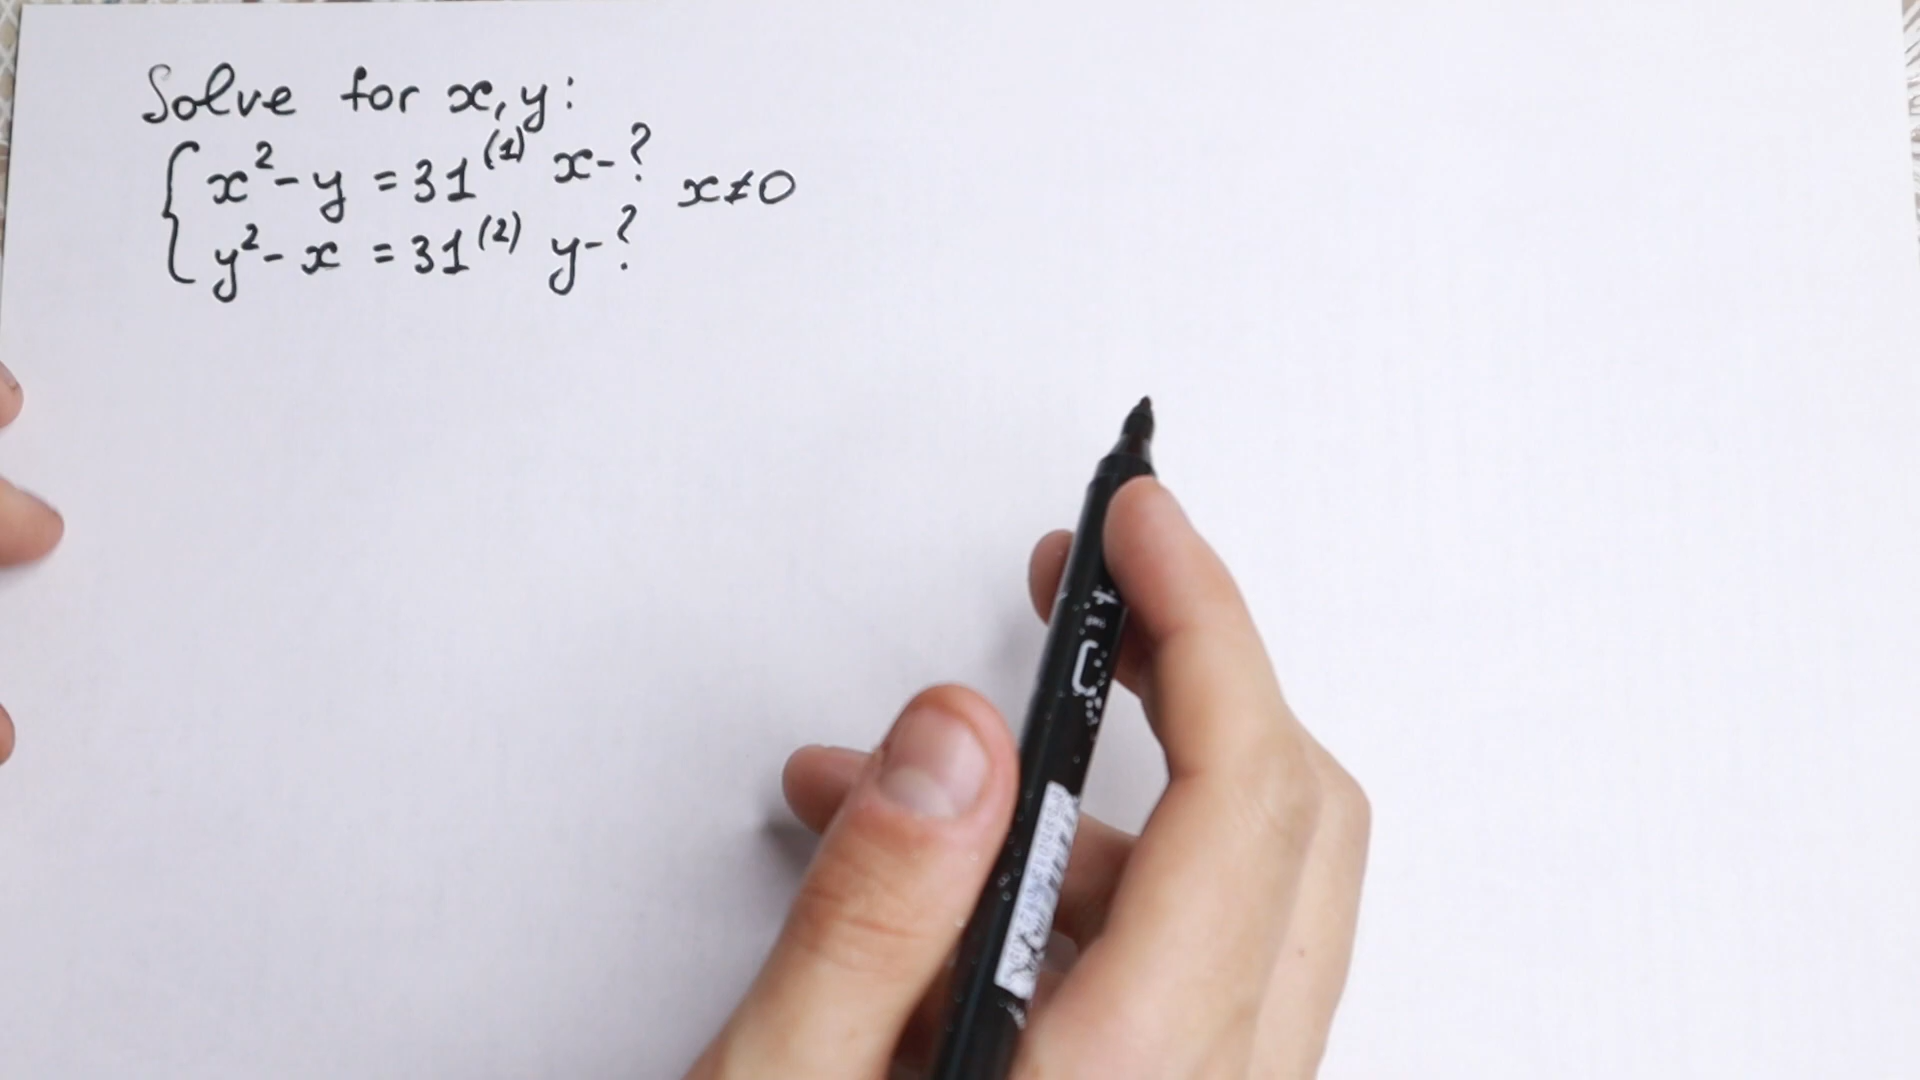 Solve for x, y:
x² - y = 31 (1) x - ?
x ≠ 0
y² - x = 31 (2) y - ?